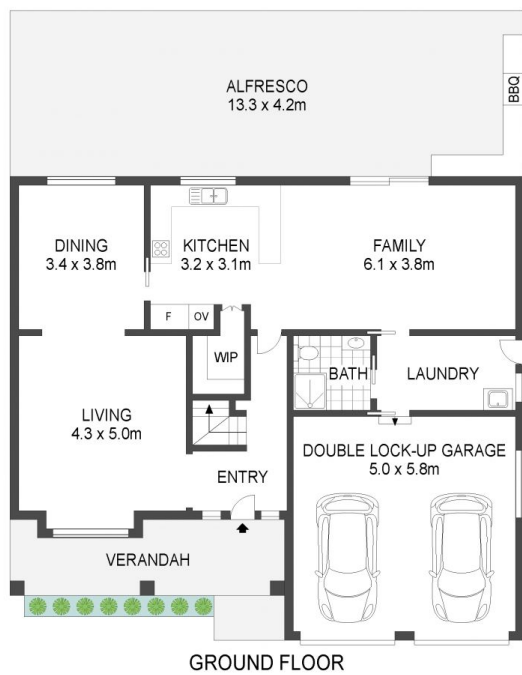 ALFRESCO
13.3 x 4.2m
BBQ
DINING
3.4 x 3.8m
KITCHEN
3.2 x 3.1m
FAMILY
6.1 x 3.8m
F
OV
WIP
BATH
LAUNDRY
LIVING
4.3 x 5.0m
DOUBLE LOCK-UP GARAGE
5.0 x 5.8m
ENTRY
VERANDAH
GROUND FLOOR